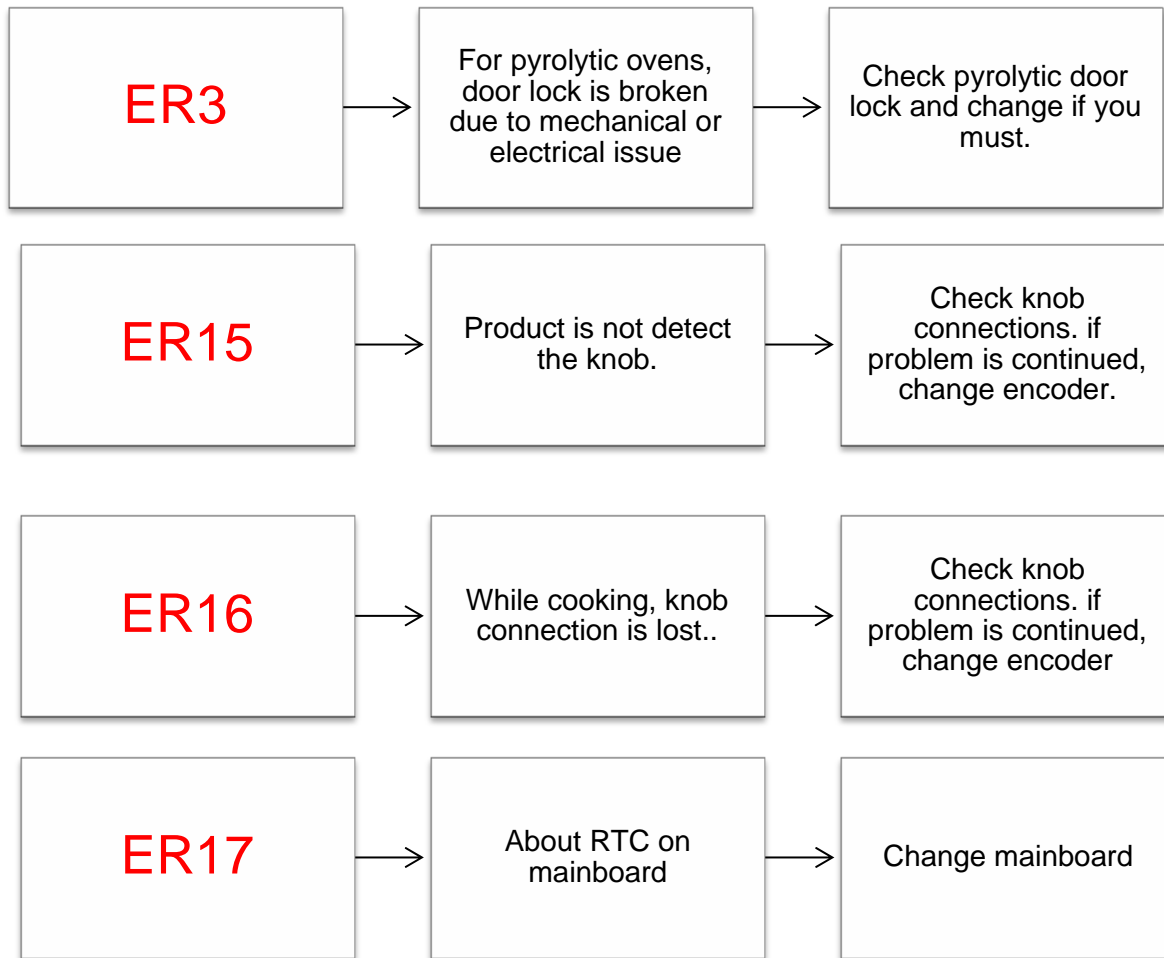 ER3
For pyrolytic ovens,
door lock is broken
due to mechanical or
electrical issue
Check pyrolytic door
lock and change if you
must.
ER15
Product is not detect
the knob.
Check knob
connections. if
problem is continued,
change encoder.
ER16
While cooking, knob
connection is lost..
Check knob
connections. if
problem is continued,
change encoder
ER17
About RTC on
mainboard
Change mainboard